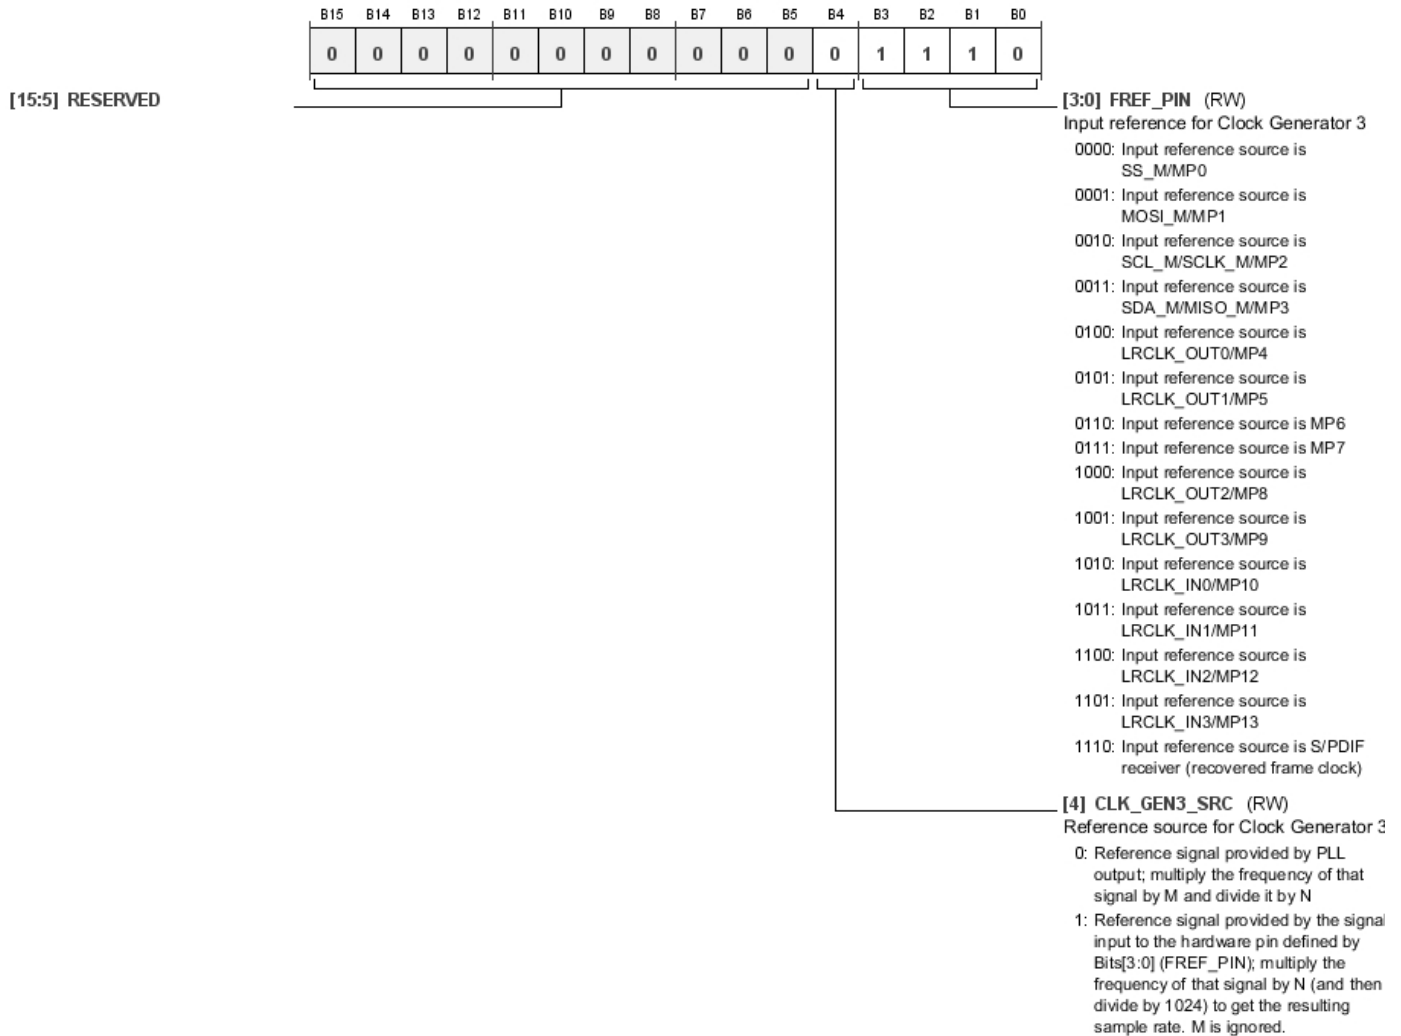 B15 B14 B13 B12 B11 B10 B9 B8 B7 B6 B5 B4 B3 B2 B1 B0
0 0 0 0 0 0 0 0 0 0 0 0 1 1 1 0
[15:5] RESERVED
[3:0] FREF_PIN (RW)
Input reference for Clock Generator 3
0000: Input reference source is
SS_M/MP0
0001: Input reference source is
MOSI_M/MP1
0010: Input reference source is
SCL_M/SCLK_M/MP2
0011: Input reference source is
SDA_M/MISO_M/MP3
0100: Input reference source is
LRCLK_OUT0/MP4
0101: Input reference source is
LRCLK_OUT1/MP5
0110: Input reference source is MP6
0111: Input reference source is MP7
1000: Input reference source is
LRCLK_OUT2/MP8
1001: Input reference source is
LRCLK_OUT3/MP9
1010: Input reference source is
LRCLK_IN0/MP10
1011: Input reference source is
LRCLK_IN1/MP11
1100: Input reference source is
LRCLK_IN2/MP12
1101: Input reference source is
LRCLK_IN3/MP13
1110: Input reference source is S/PDIF
receiver (recovered frame clock)
[4] CLK_GEN3_SRC (RW)
Reference source for Clock Generator 3
0: Reference signal provided by PLL
output; multiply the frequency of that
signal by M and divide it by N
1: Reference signal provided by the signal
input to the hardware pin defined by
Bits[3:0] (FREF_PIN); multiply the
frequency of that signal by N (and then
divide by 1024) to get the resulting
sample rate. M is ignored.